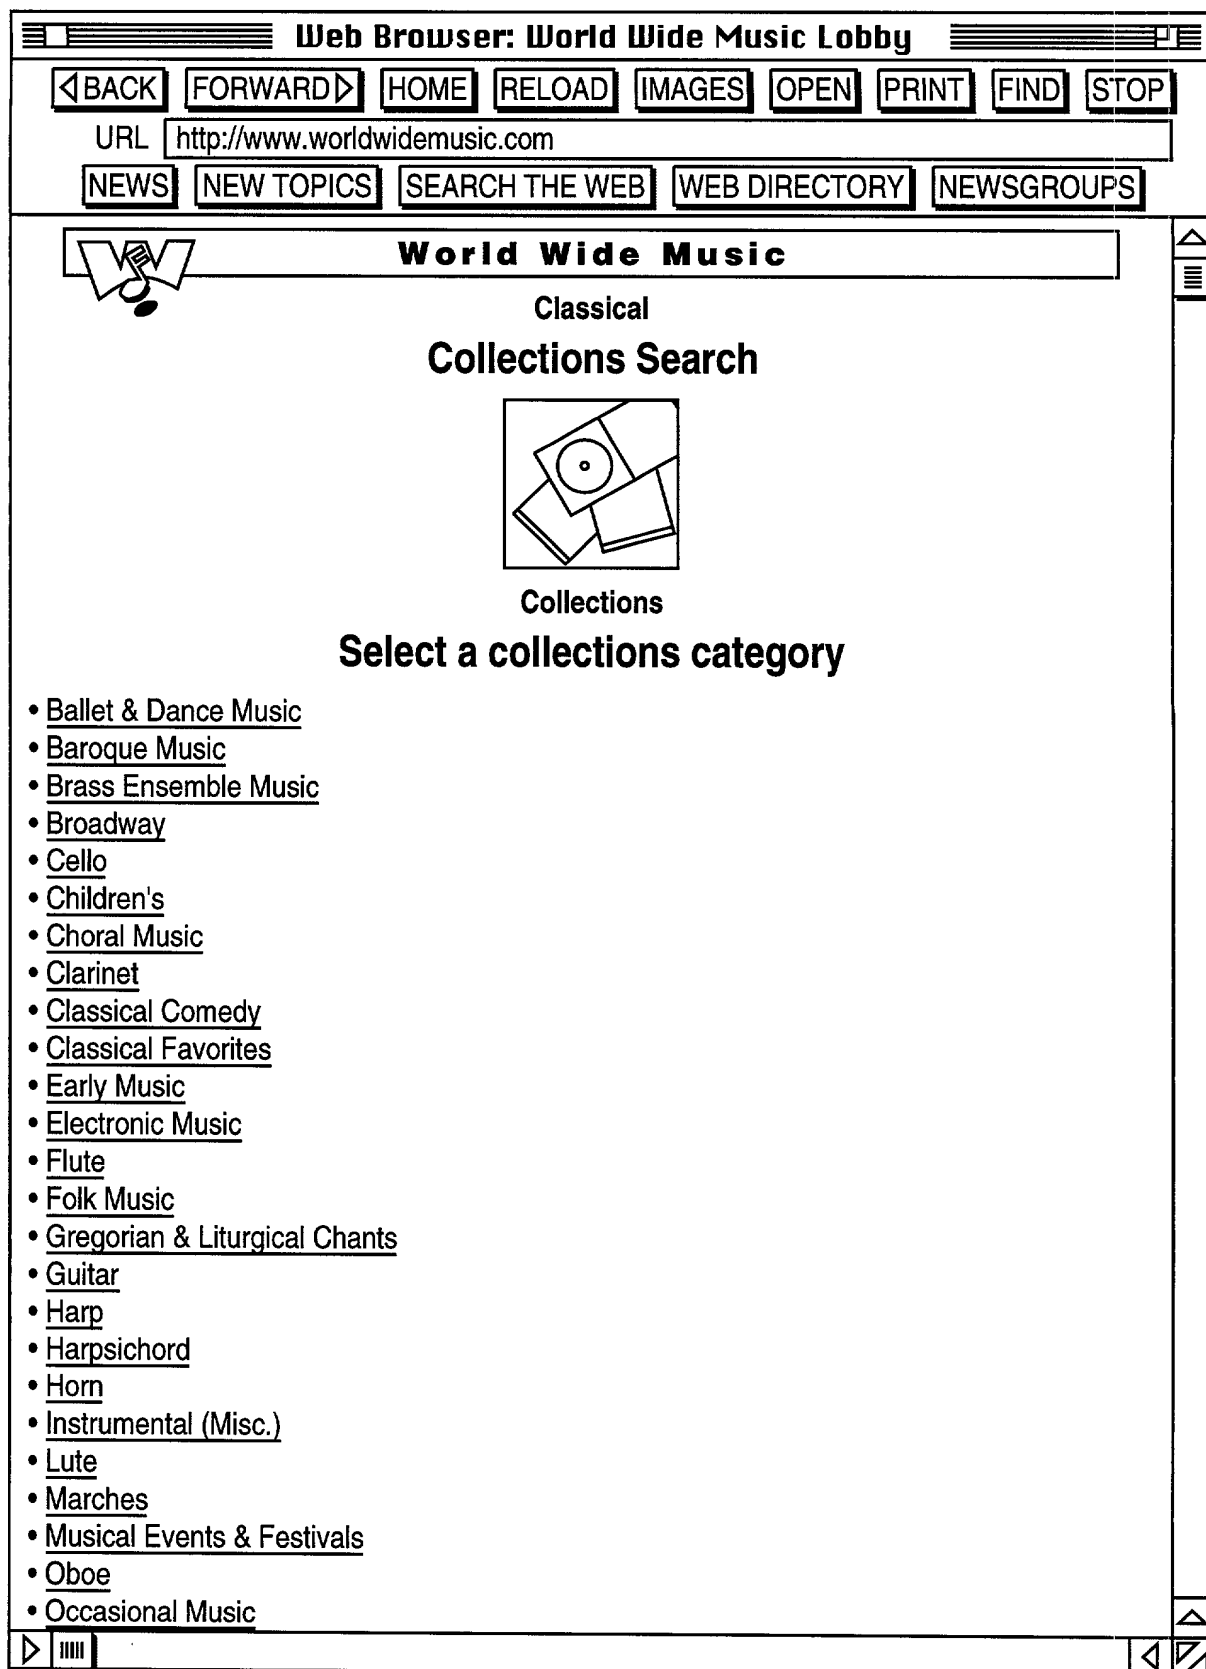 Web Browser: World Wide Music Lobby
BACK FORWARD HOME RELOAD IMAGES OPEN PRINT FIND STOP
URL http://www.worldwidemusic.com
NEWS NEW TOPICS SEARCH THE WEB WEB DIRECTORY NEWSGROUPS
W World Wide Music
Classical
Collections Search
Collections
Select a collections category
• Ballet & Dance Music
• Baroque Music
• Brass Ensemble Music
• Broadway
• Cello
• Children's
• Choral Music
• Clarinet
• Classical Comedy
• Classical Favorites
• Early Music
• Electronic Music
• Flute
• Folk Music
• Gregorian & Liturgical Chants
• Guitar
• Harp
• Harpsichord
• Horn
• Instrumental (Misc.)
• Lute
• Marches
• Musical Events & Festivals
• Oboe
• Occasional Music